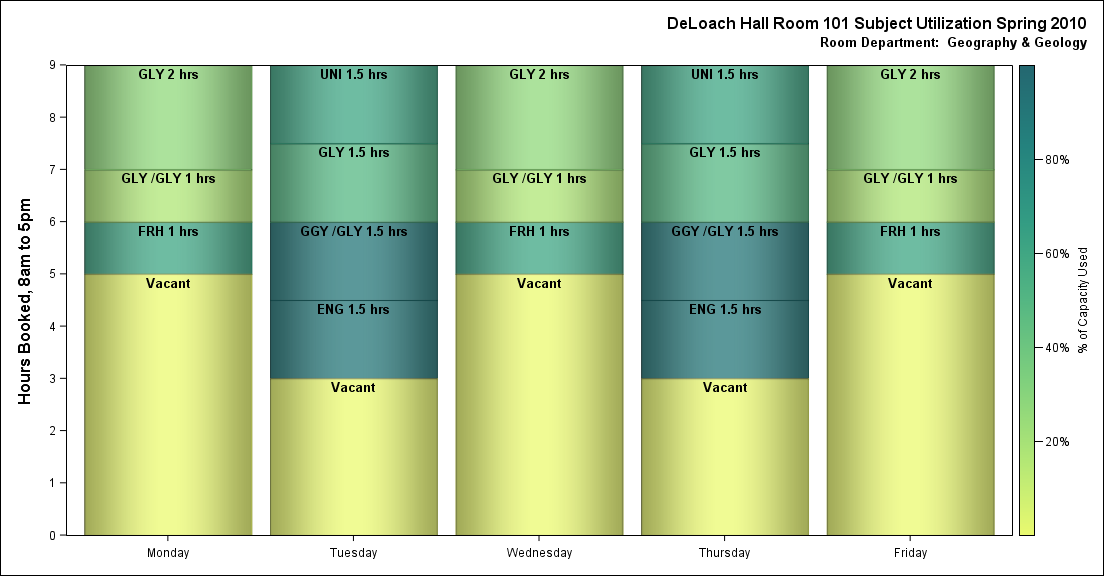 DeLoach Hall Room 101 Subject Utilization Spring 2010
Room Department: Geography & Geology
Hours Booked, 8am to 5pm
9
8
7
6
5
4
3
2
1
0
GLY 2 hrs
GLY /GLY 1 hrs
FRH 1 hrs
Vacant
Monday
UNI 1.5 hrs
GLY 1.5 hrs
GGY /GLY 1.5 hrs
ENG 1.5 hrs
Vacant
Tuesday
GLY 2 hrs
GLY /GLY 1 hrs
FRH 1 hrs
Vacant
Wednesday
UNI 1.5 hrs
GLY 1.5 hrs
GGY /GLY 1.5 hrs
ENG 1.5 hrs
Vacant
Thursday
GLY 2 hrs
GLY /GLY 1 hrs
FRH 1 hrs
Vacant
Friday
80%
60%
40%
20%
% of Capacity Used